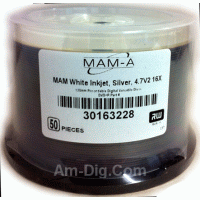 MAM-A
MAM White Inkjet, Silver, 4.7V2 16X
30163228
50 PIECES
Am-Dig.Com